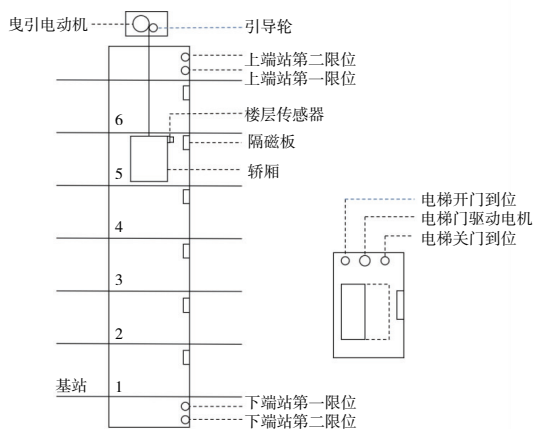 曳引电动机
引导轮
上端站第二限位
上端站第一限位
楼层传感器
6
隔磁板
轿厢
5
电梯开门到位
电梯门驱动电机
电梯关门到位
4
3
2
基站
1
下端站第一限位
下端站第二限位